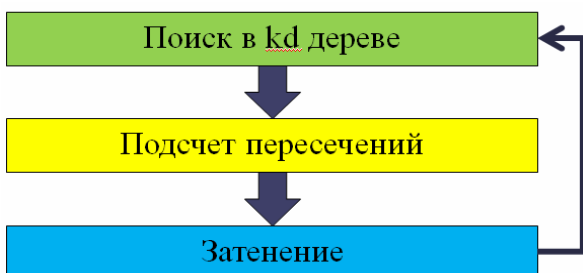 Поиск в kd дереве
Подсчет пересечений
Затенение